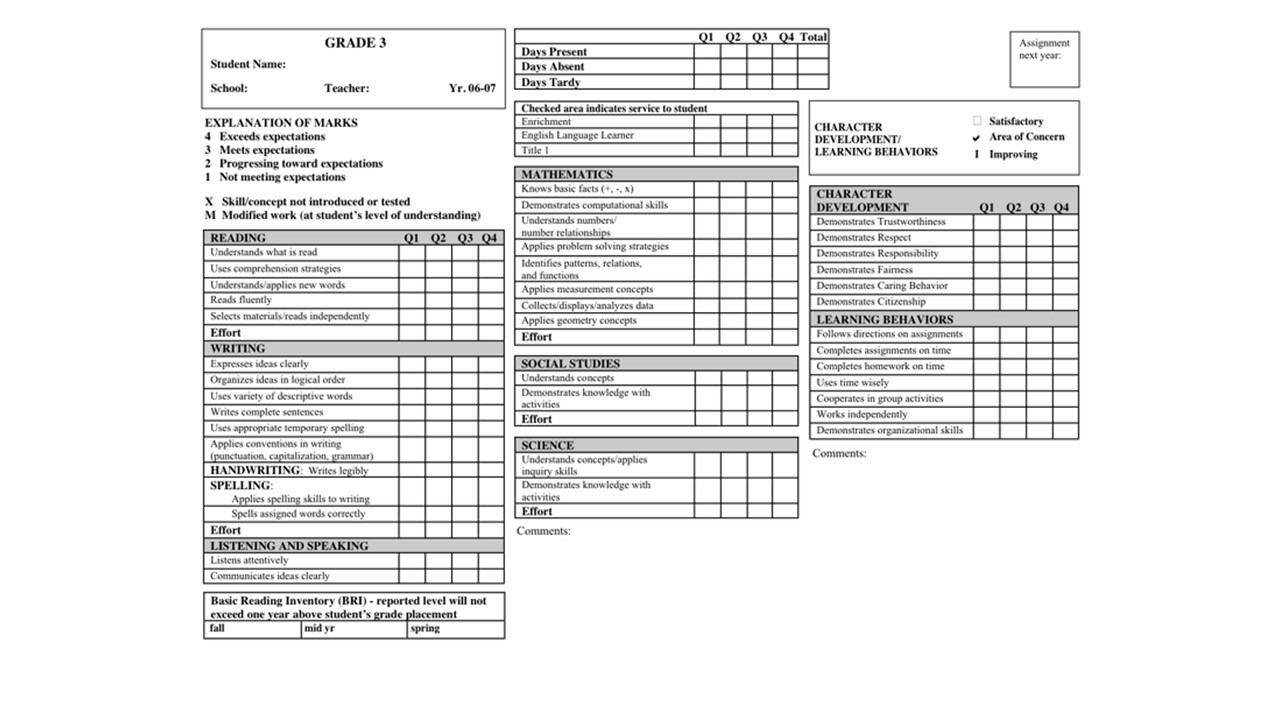 GRADE 3
Student Name:
School: Teacher: Yr. 06-07
EXPLANATION OF MARKS
4 Exceeds expectations
3 Meets expectations
2 Progressing toward expectations
1 Not meeting expectations
X Skill/concept not introduced or tested
M Modified work (at student's level of understanding)
READING Q1 Q2 Q3 Q4
Understands what is read
Uses comprehension strategies
Understands/applies new words
Reads fluently
Selects materials/reads independently
Effort
WRITING
Expresses ideas clearly
Organizes ideas in logical order
Uses variety of descriptive words
Writes complete sentences
Uses appropriate temporary spelling
Applies conventions in writing
(punctuation, capitalization, grammar)
HANDWRITING: Writes legibly
SPELLING:
Applies spelling skills to writing
Spells assigned words correctly
Effort
LISTENING AND SPEAKING
Listens attentively
Communicates ideas clearly
Basic Reading Inventory (BRI) - reported level will not
exceed one year above student's grade placement
fall mid yr spring
Q1 Q2 Q3 Q4 Total
Days Present
Days Absent
Days Tardy
Checked area indicates service to student
Enrichment
English Language Learner
Title 1
MATHEMATICS
Knows basic facts (+, -, x)
Demonstrates computational skills
Understands numbers/
number relationships
Applies problem solving strategies
Identifies patterns, relations,
and functions
Applies measurement concepts
Collects/displays/analyzes data
Applies geometry concepts
Effort
SOCIAL STUDIES
Understands concepts
Demonstrates knowledge with
activities
Effort
SCIENCE
Understands concepts/applies
inquiry skills
Demonstrates knowledge with
activities
Effort
Comments:
Assignment
next year:
CHARACTER
DEVELOPMENT/
LEARNING BEHAVIORS
☐ Satisfactory
✔ Area of Concern
I Improving
CHARACTER
DEVELOPMENT Q1 Q2 Q3 Q4
Demonstrates Trustworthiness
Demonstrates Respect
Demonstrates Responsibility
Demonstrates Fairness
Demonstrates Caring Behavior
Demonstrates Citizenship
LEARNING BEHAVIORS
Follows directions on assignments
Completes assignments on time
Completes homework on time
Uses time wisely
Cooperates in group activities
Works independently
Demonstrates organizational skills
Comments: